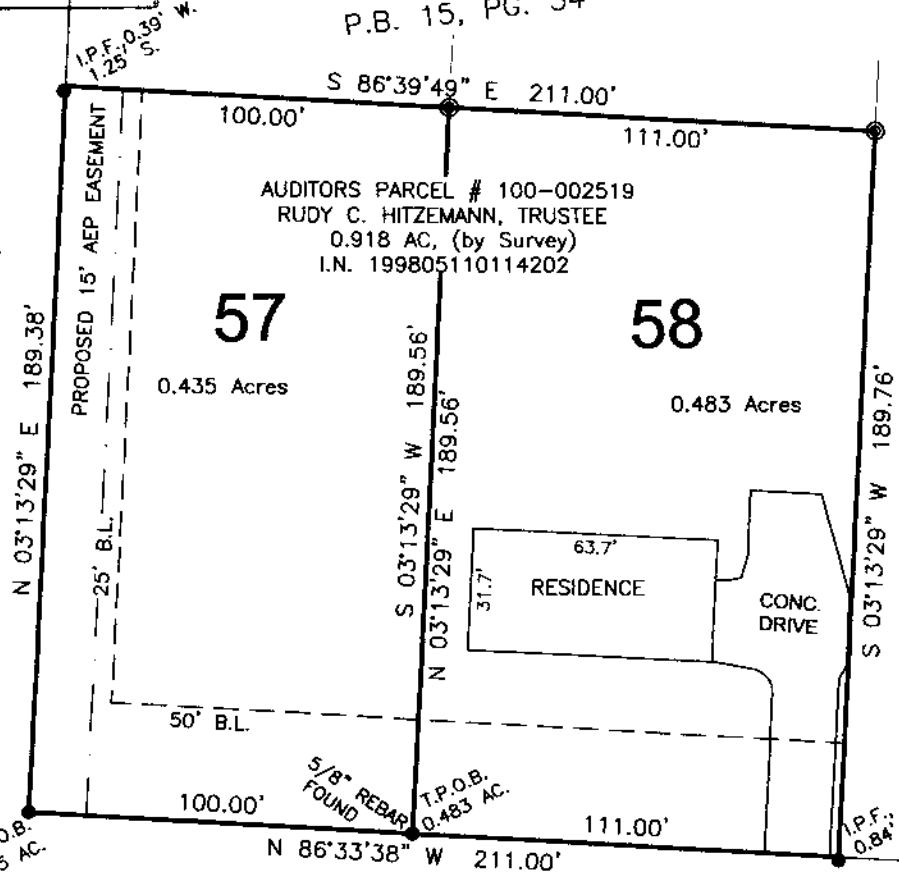 P.B. 15, PG.
I.P.F., 0.39' W.
1.25' S.
S 86°39'49" E 211.00'
100.00'
111.00'
AUDITORS PARCEL # 100-002519
RUDY C. HITZEMANN, TRUSTEE
0.918 AC, (by Survey)
I.N. 199805110114202
PROPOSED 15' AEP EASEMENT
57
58
0.435 Acres
0.483 Acres
N 03°13'29" E 189.38'
S 03°13'29" W 189.56'
N 03°13'29" E 189.56'
S 03°13'29" W 189.76'
25' B.L.
63.7'
31.7'
RESIDENCE
CONC.
DRIVE
50' B.L.
5/8" REBAR
FOUND
T.P.O.B.
0.483 AC.
100.00'
111.00'
I.P.F.,
0.84'
O.B.
5 AC.
N 86°33'38" W 211.00'